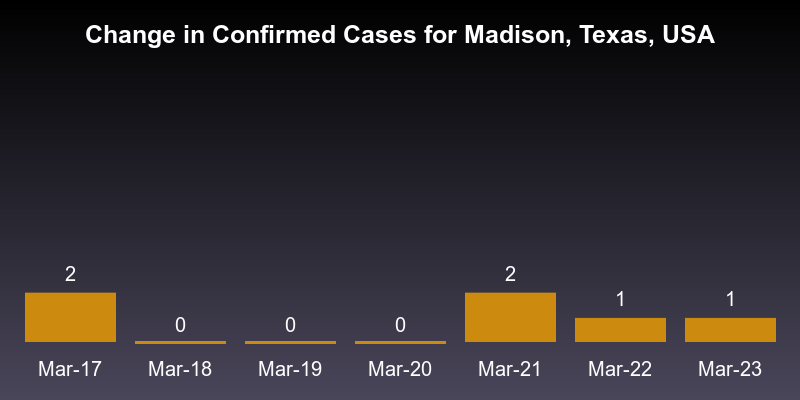 Change in Confirmed Cases for Madison, Texas, USA
2 0 0 0 2 1 1
Mar-17 Mar-18 Mar-19 Mar-20 Mar-21 Mar-22 Mar-23